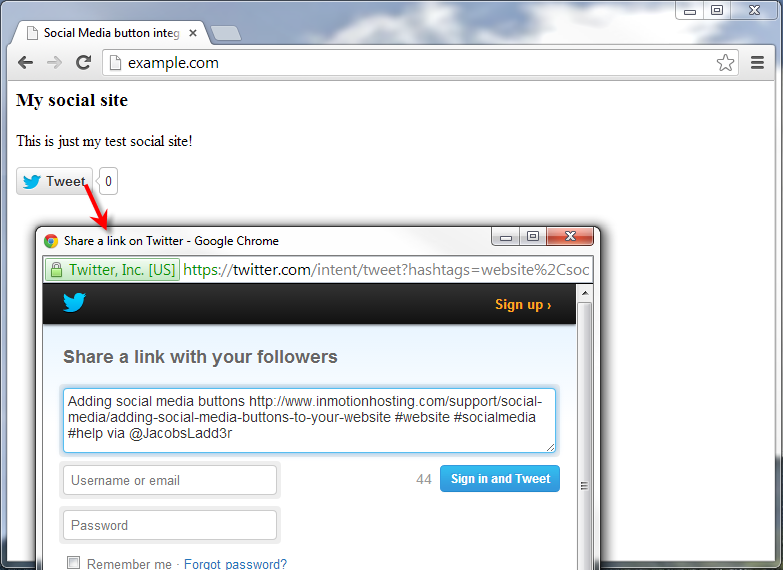 Social Media button integ
example.com
My social site
This is just my test social site!
Tweet 0
Share a link on Twitter - Google Chrome
Twitter, Inc. [US] https://twitter.com/intent/tweet?hashtags=website%2Csoc
Sign up ›
Share a link with your followers
Adding social media buttons http://www.inmotionhosting.com/support/social-
media/adding-social-media-buttons-to-your-website #website #socialmedia
#help via @JacobsLadd3r
Username or email 44 Sign in and Tweet
Password
Remember me · Forgot password?